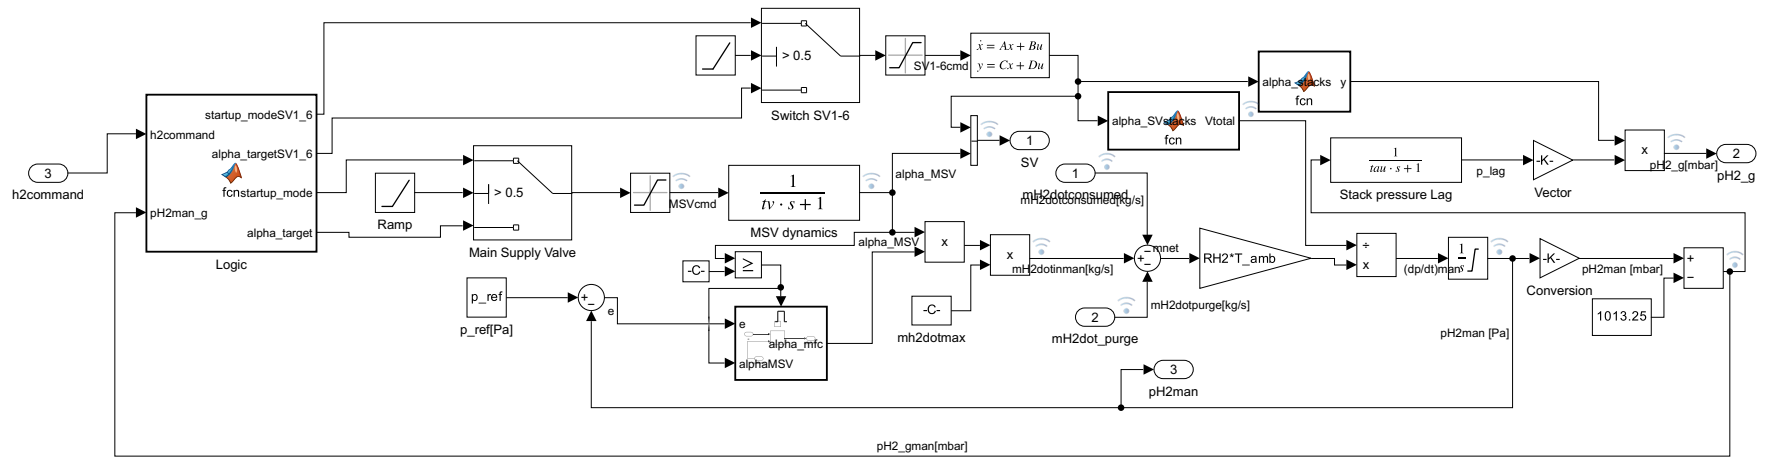 > 0.5
Switch SV1-6
SV1-6cmd
ẋ = Ax + Bu
y = Cx + Du
alpha_stacks y
fcn
alpha_SVstacks Vtotal
fcn
startup_modeSV1_6
h2command
alpha_targetSV1_6
fcn
startup_mode
pH2man_g
alpha_target
Logic
3
h2command
Ramp
> 0.5
Main Supply Valve
MSVcmd
1
tv · s + 1
MSV dynamics
alpha_MSV
1
SV
1
mH2dotconsumed
mH2dotconsumed[kg/s]
1
tau · s + 1
Stack pressure Lag
p_lag
-K-
Vector
x
pH2_g[mbar]
2
pH2_g
alpha_MSV
x
x
mH2dotinman[kg/s]
+
−
mnet
RH2*T_amb
÷
x
(dp/dt)man
1
s
-K-
Conversion
pH2man [mbar]
+
−
1013.25
-C-
≥
p_ref
p_ref[Pa]
+
−
e
e
alpha_mfc
alphaMSV
-C-
mh2dotmax
2
mH2dot_purge
mH2dotpurge[kg/s]
+
pH2man [Pa]
3
pH2man
pH2_gman[mbar]